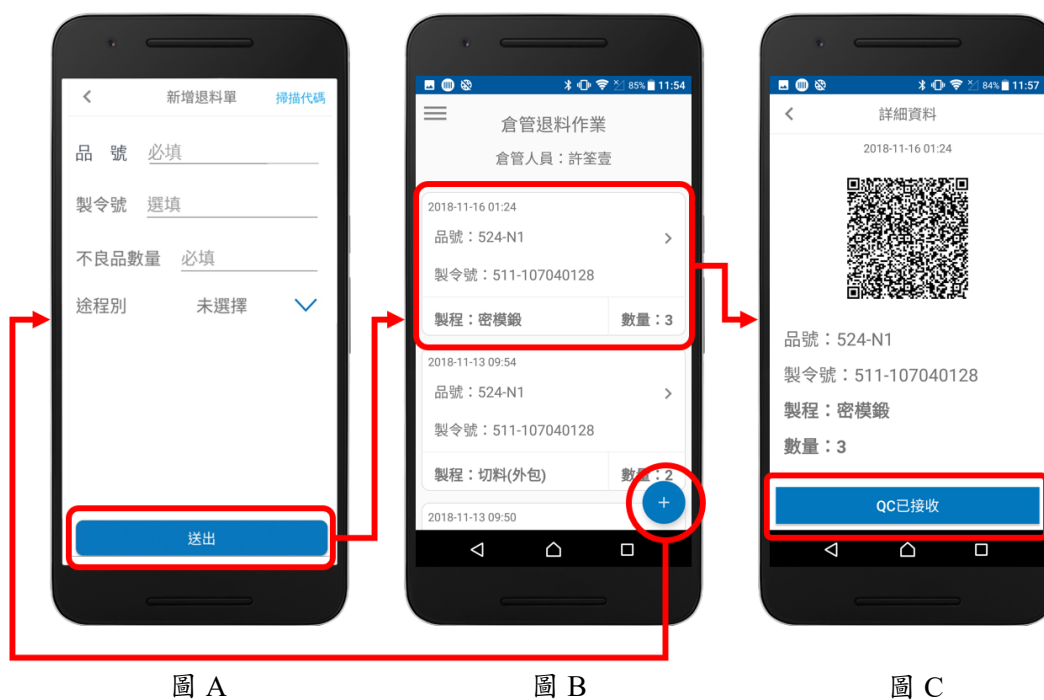 新增退料單 掃描代碼
品 號 必填
製令號 選填
不良品數量 必填
途程別 未選擇
送出
圖 A
85% 11:54
倉管退料作業
倉管人員：許筌壹
2018-11-16 01:24
品號：524-N1
製令號：511-107040128
製程：密模鍛 數量：3
2018-11-13 09:54
品號：524-N1
製令號：511-107040128
製程：切料(外包) 數量：2
2018-11-13 09:50
圖 B
84% 11:57
詳細資料
2018-11-16 01:24
品號：524-N1
製令號：511-107040128
製程：密模鍛
數量：3
QC已接收
圖 C